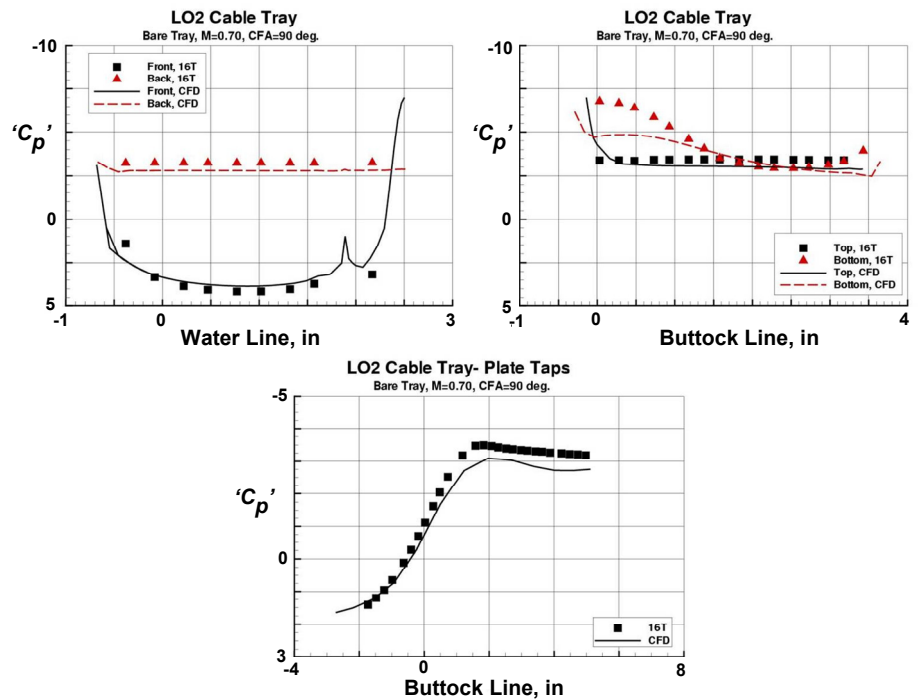 LO2 Cable Tray
Bare Tray, M=0.70, CFA=90 deg.
-10
-5
0
5
'Cp'
Front, 16T
Back, 16T
Front, CFD
Back, CFD
-1
0
3
Water Line, in
LO2 Cable Tray
Bare Tray, M=0.70, CFA=90 deg.
-10
-5
0
5
'Cp'
Top, 16T
Bottom, 16T
Top, CFD
Bottom, CFD
-1
0
4
Buttock Line, in
LO2 Cable Tray- Plate Taps
Bare Tray, M=0.70, CFA=90 deg.
-5
0
3
'Cp'
16T
CFD
-4
0
8
Buttock Line, in